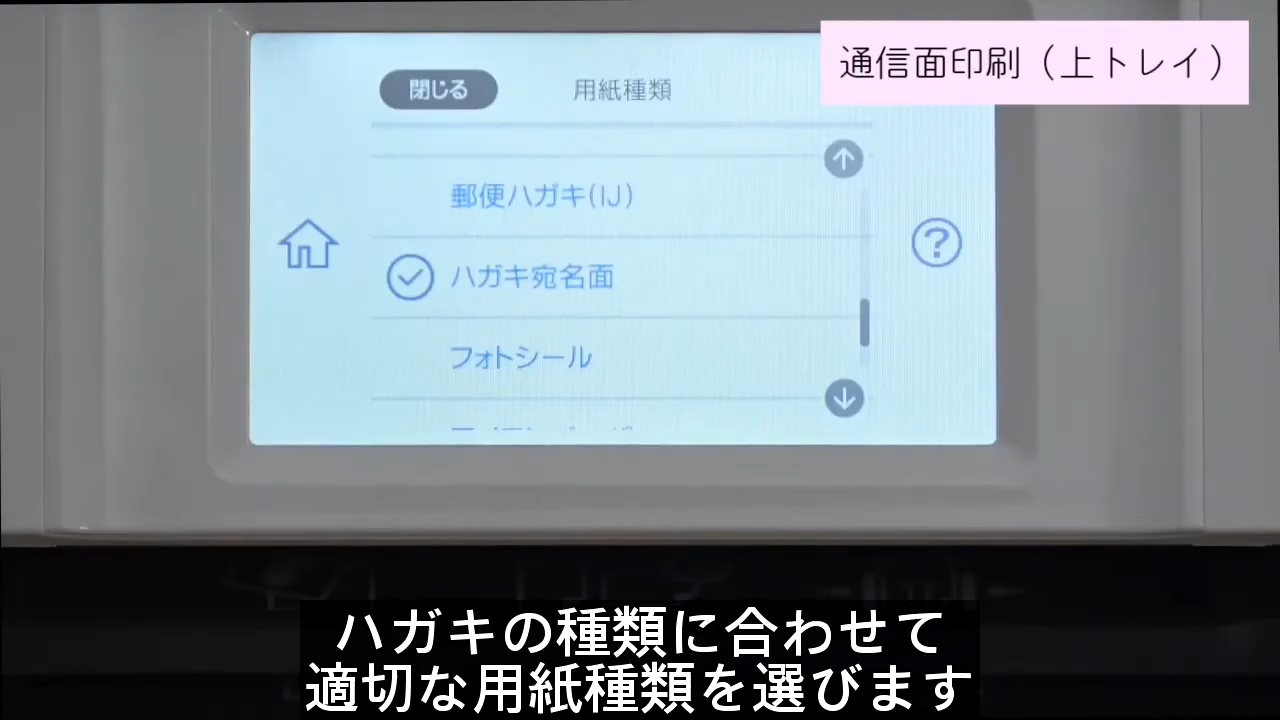 通信面印刷（上トレイ）
閉じる
用紙種類
郵便ハガキ(IJ)
ハガキ宛名面
フォトシール
ハガキの種類に合わせて
適切な用紙種類を選びます